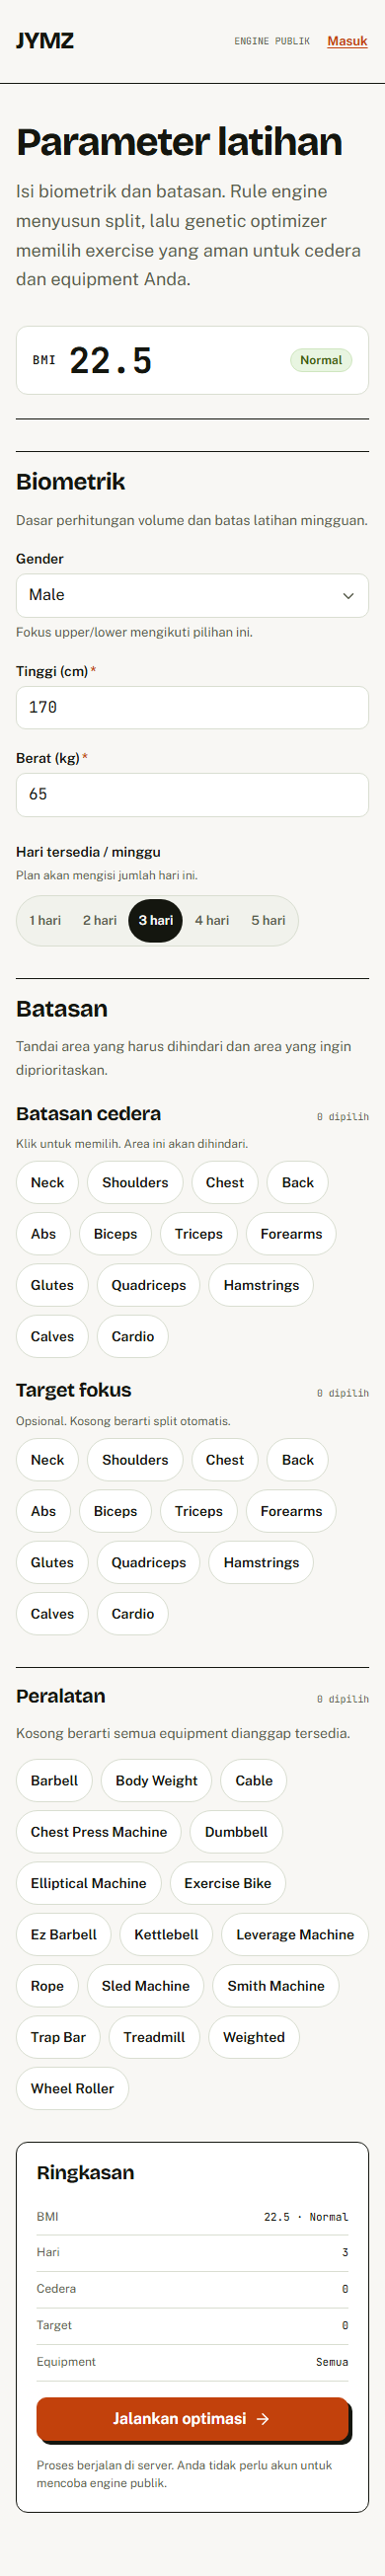 JYMZ
ENGINE PUBLIK
Masuk
Parameter latihan
Isi biometrik dan batasan. Rule engine
menyusun split, lalu genetic optimizer
memilih exercise yang aman untuk cedera
dan equipment Anda.
BMI 22.5 Normal
Biometrik
Dasar perhitungan volume dan batas latihan mingguan.
Gender
Male
Fokus upper/lower mengikuti pilihan ini.
Tinggi (cm) *
170
Berat (kg) *
65
Hari tersedia / minggu
Plan akan mengisi jumlah hari ini.
1 hari 2 hari 3 hari 4 hari 5 hari
Batasan
Tandai area yang harus dihindari dan area yang ingin
diprioritaskan.
Batasan cedera 0 dipilih
Klik untuk memilih. Area ini akan dihindari.
Neck Shoulders Chest Back
Abs Biceps Triceps Forearms
Glutes Quadriceps Hamstrings
Calves Cardio
Target fokus 0 dipilih
Opsional. Kosong berarti split otomatis.
Neck Shoulders Chest Back
Abs Biceps Triceps Forearms
Glutes Quadriceps Hamstrings
Calves Cardio
Peralatan 0 dipilih
Kosong berarti semua equipment dianggap tersedia.
Barbell Body Weight Cable
Chest Press Machine Dumbbell
Elliptical Machine Exercise Bike
Ez Barbell Kettlebell Leverage Machine
Rope Sled Machine Smith Machine
Trap Bar Treadmill Weighted
Wheel Roller
Ringkasan
BMI 22.5 · Normal
Hari 3
Cedera 0
Target 0
Equipment Semua
Jalankan optimasi →
Proses berjalan di server. Anda tidak perlu akun untuk
mencoba engine publik.